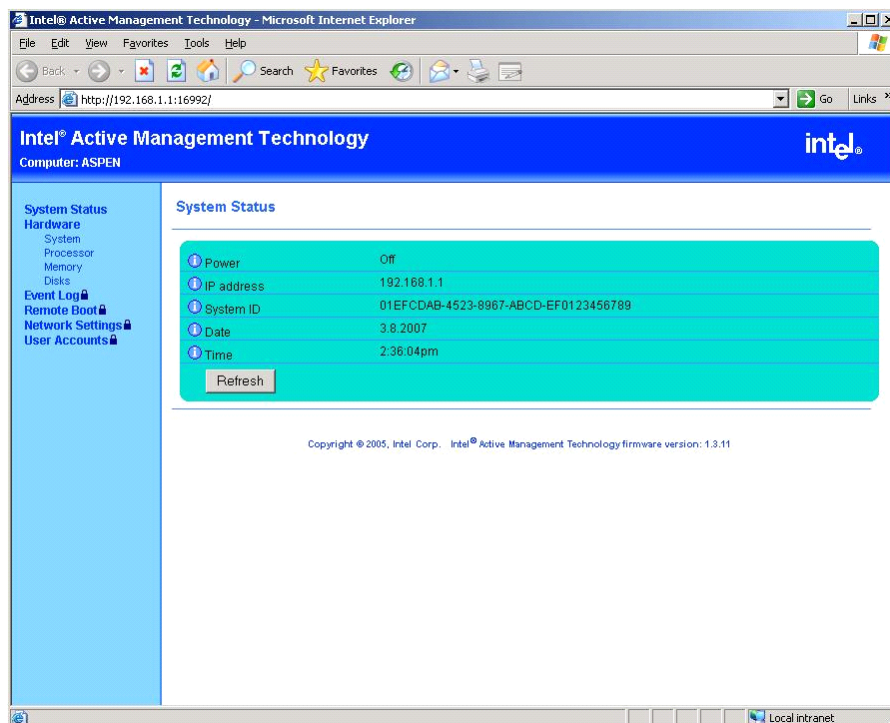 Intel® Active Management Technology - Microsoft Internet Explorer
File Edit View Favorites Tools Help
Back Search Favorites
Address http://192.168.1.1:16992/ Go Links »
Intel® Active Management Technology
Computer: ASPEN
intel®
System Status
Hardware
System
Processor
Memory
Disks
Event Log
Remote Boot
Network Settings
User Accounts
System Status
Power Off
IP address 192.168.1.1
System ID 01EFCDAB-4523-8967-ABCD-EF0123456789
Date 3.8.2007
Time 2:36:04pm
Refresh
Copyright © 2005, Intel Corp. Intel® Active Management Technology firmware version: 1.3.11
Local intranet